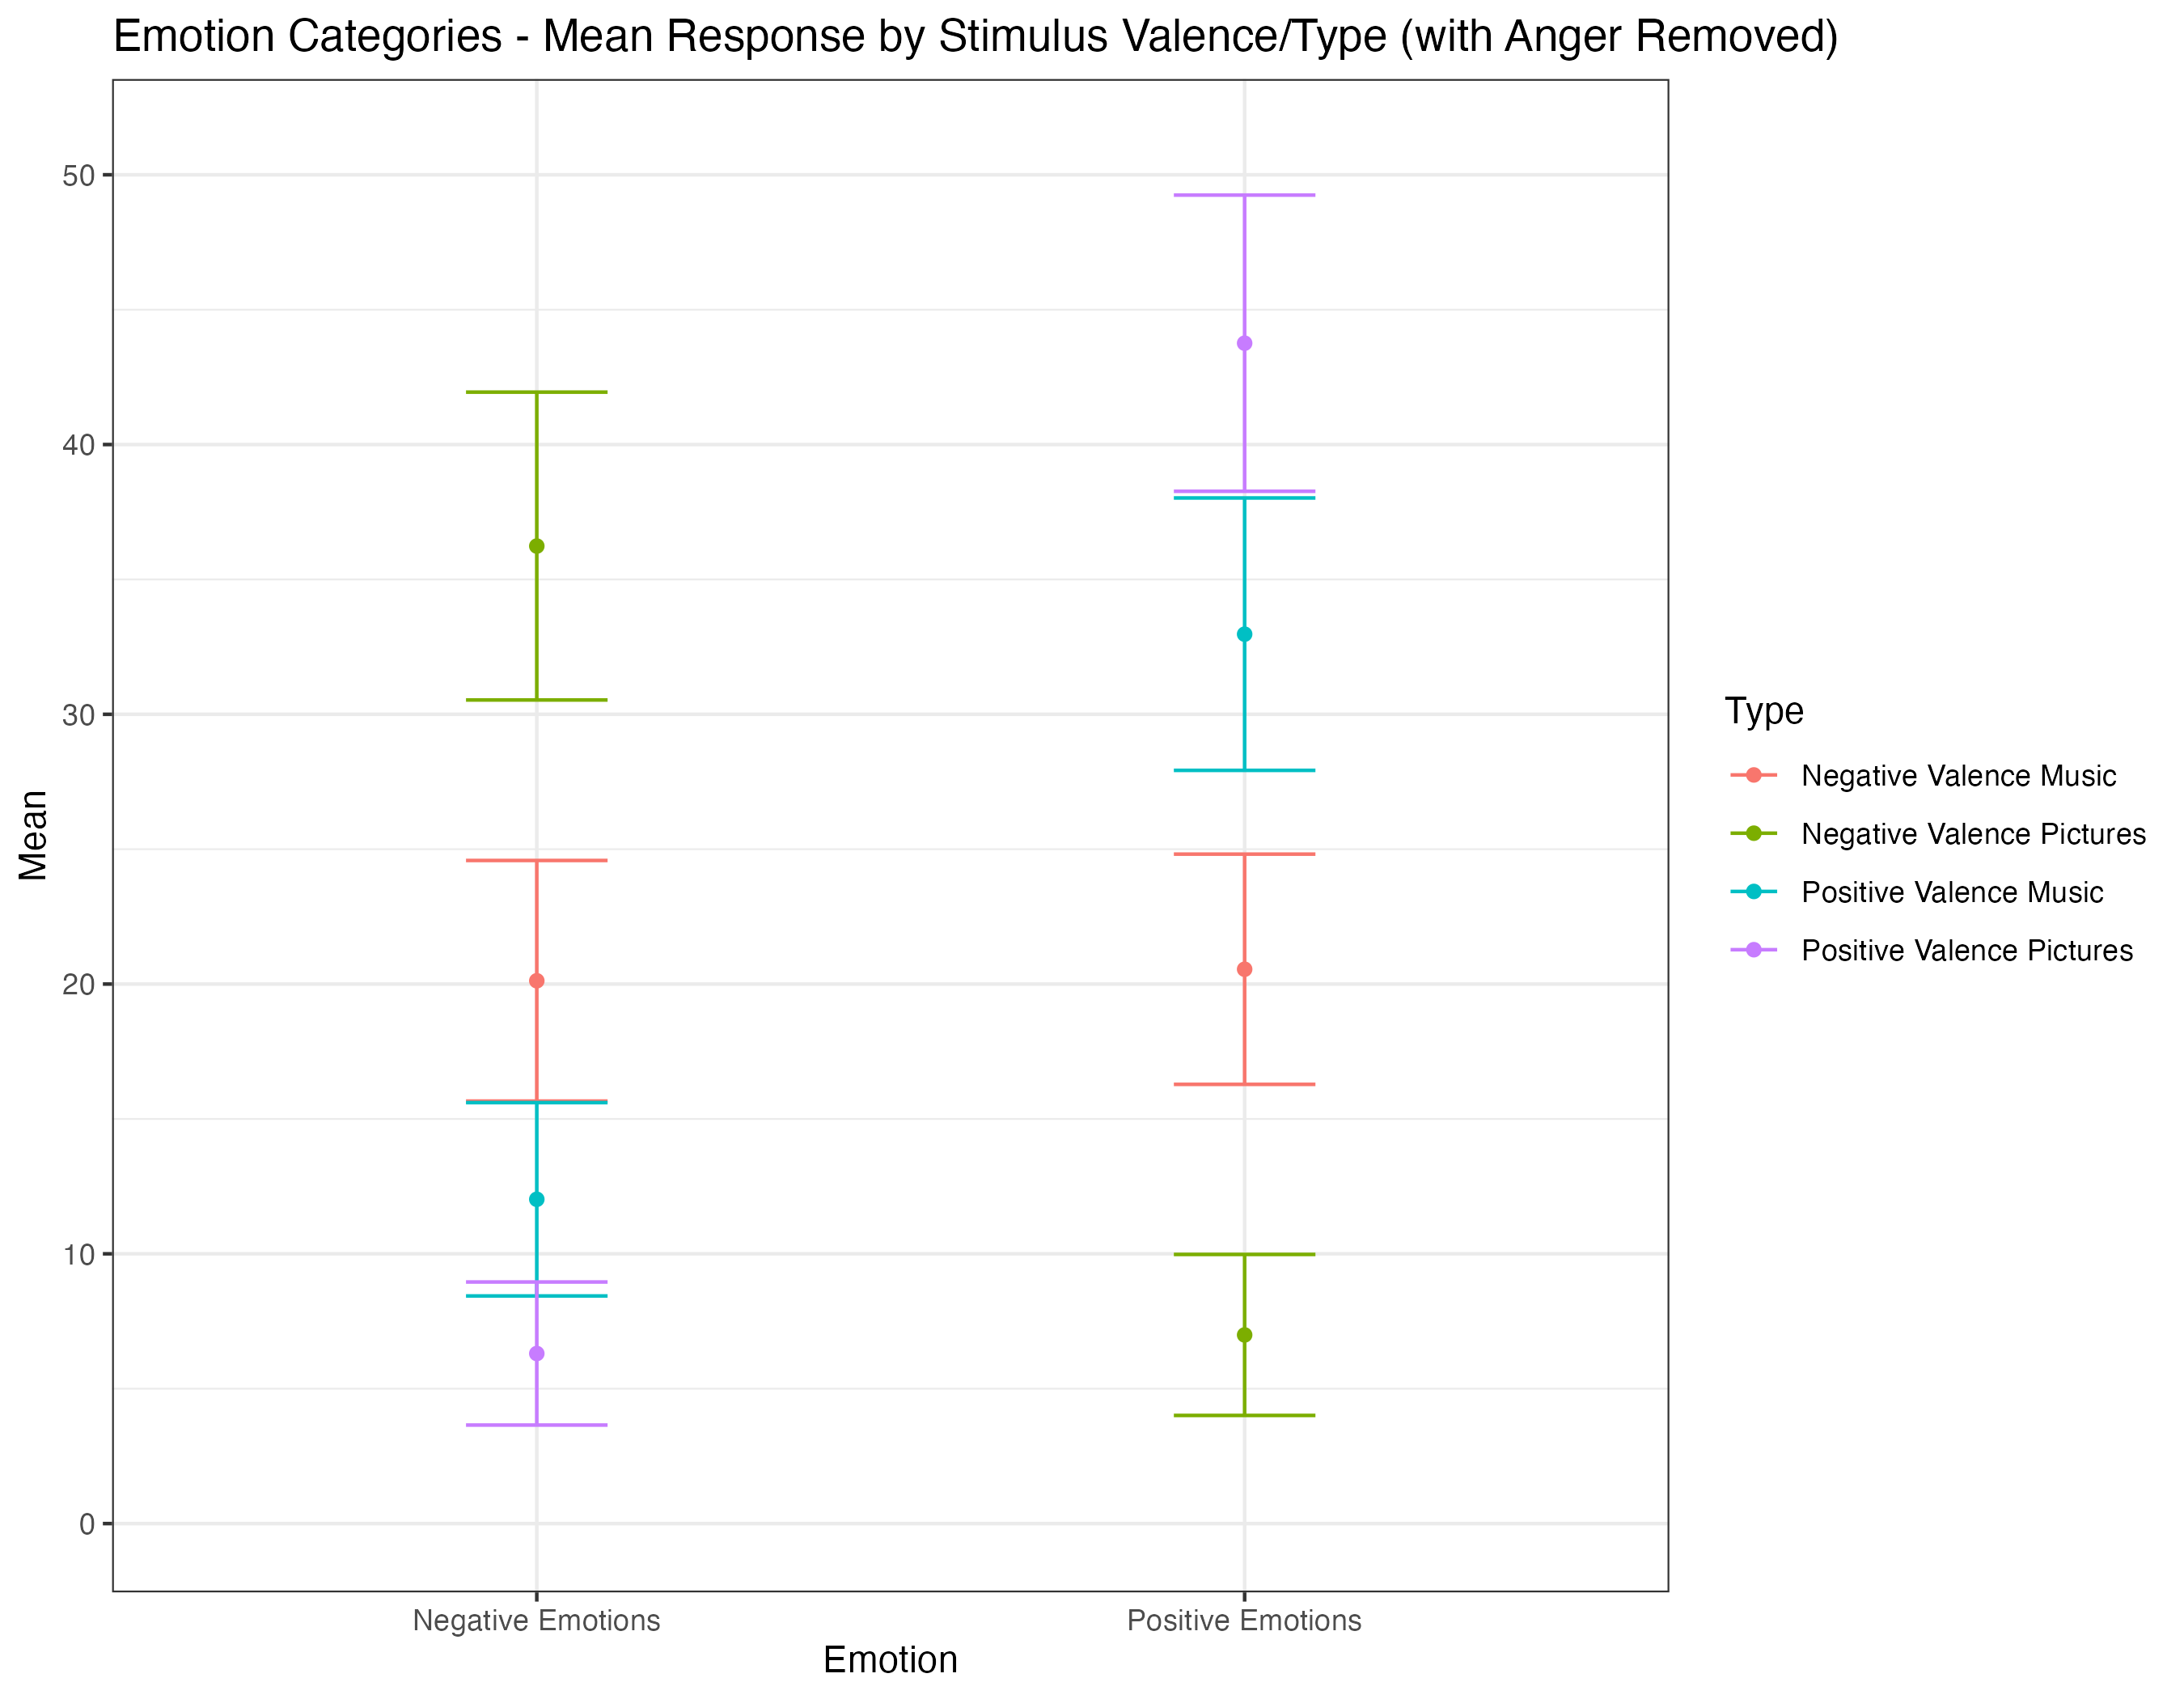 Emotion Categories - Mean Response by Stimulus Valence/Type (with Anger Removed)
Mean
50
40
30
20
10
0
Negative Emotions
Positive Emotions
Emotion
Type
Negative Valence Music
Negative Valence Pictures
Positive Valence Music
Positive Valence Pictures